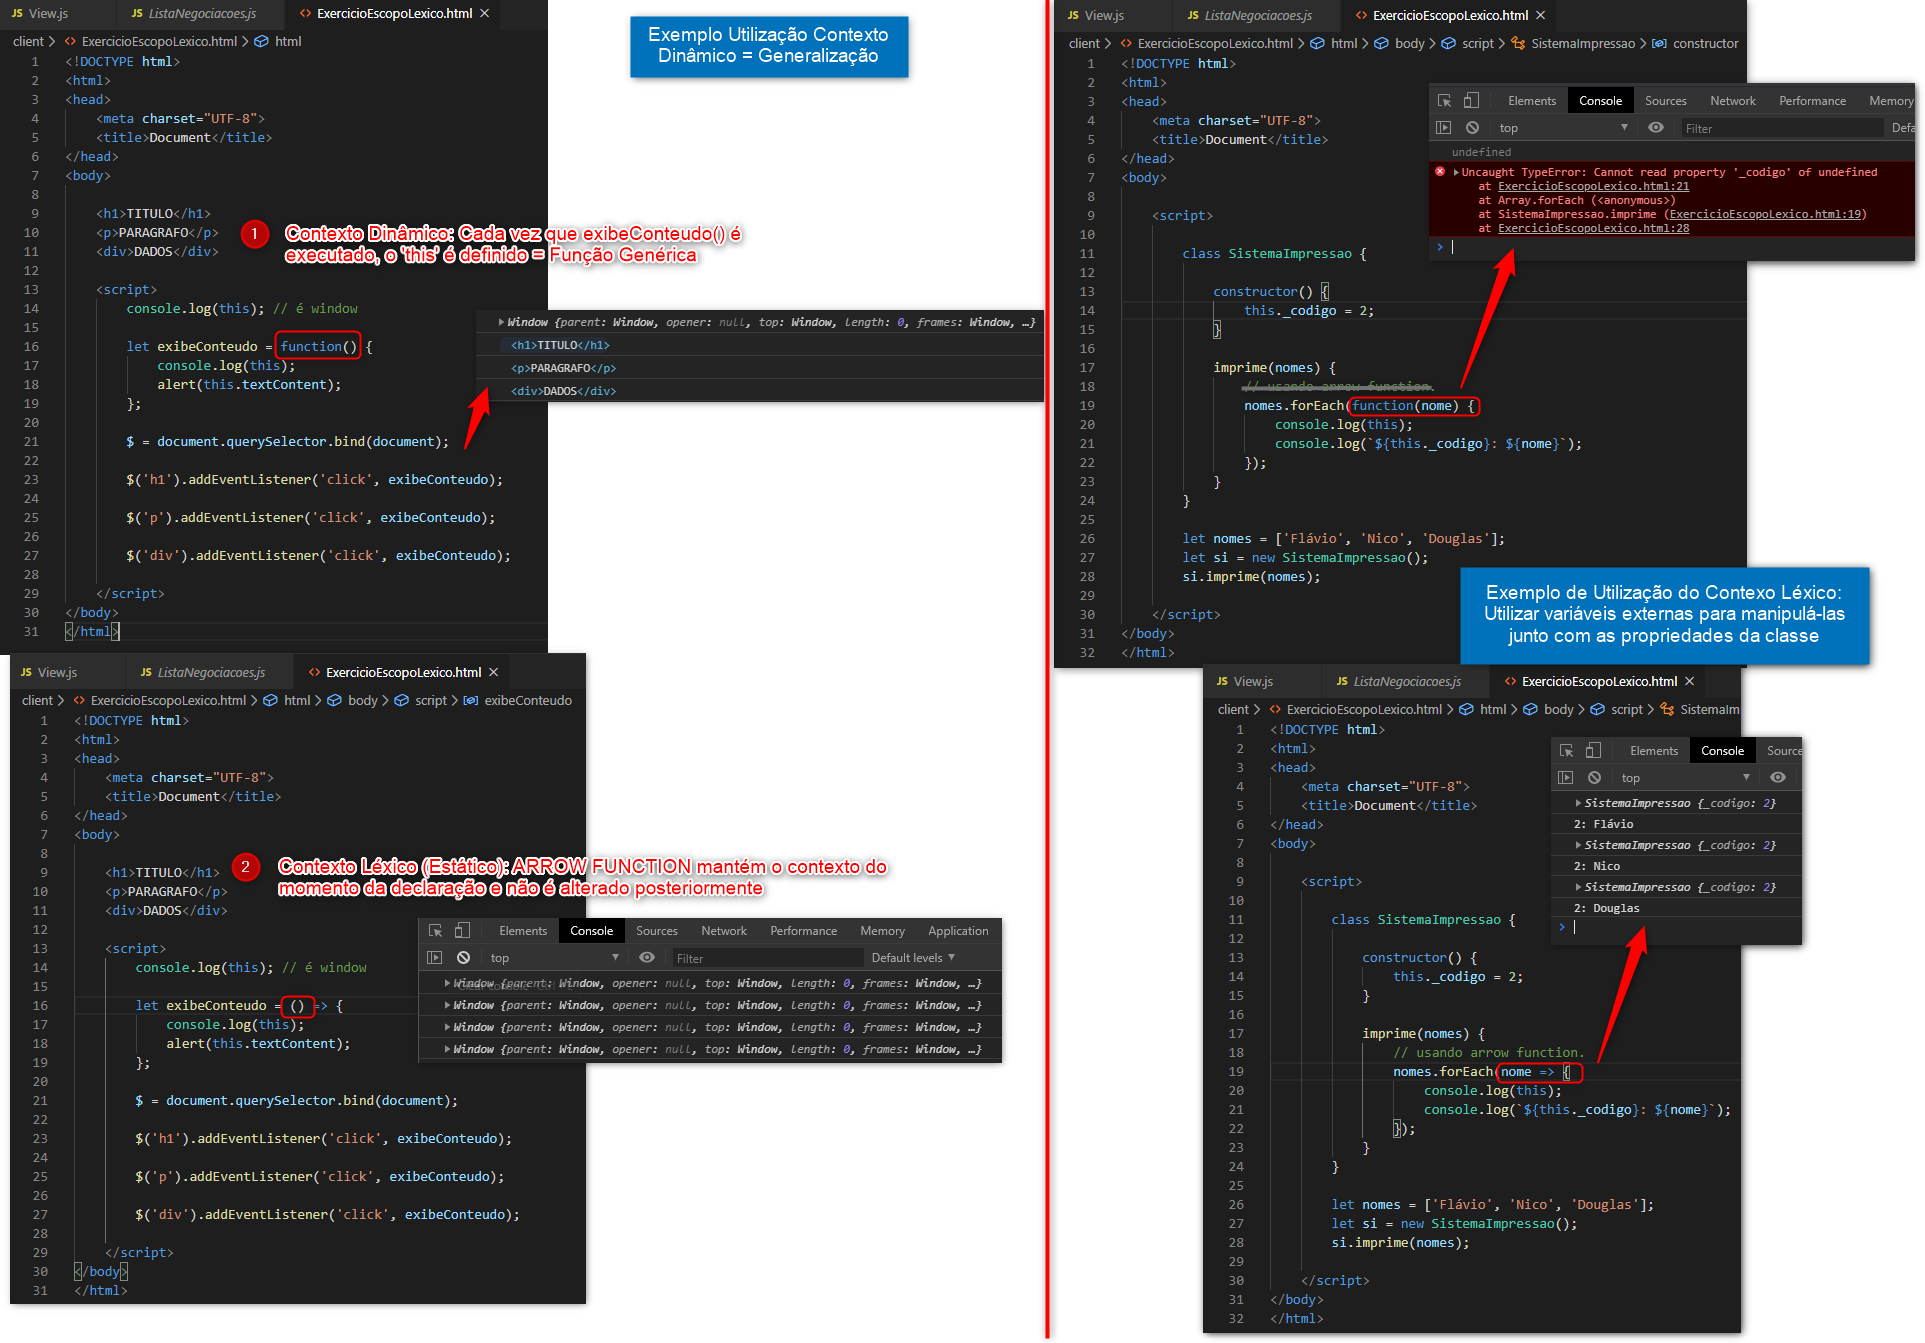 View.js
ListaNegociacoes.js
ExercicioEscopoLexico.html
client > ExercicioEscopoLexico.html > html
1 <!DOCTYPE html>
2 <html>
3 <head>
4 <meta charset="UTF-8">
5 <title>Document</title>
6 </head>
7 <body>
8
9 <h1>TITULO</h1>
10 <p>PARAGRAFO</p>
11 <div>DADOS</div>
12
13 <script>
14 console.log(this); // é window
15
16 let exibeConteudo = function() {
17 console.log(this);
18 alert(this.textContent);
19 };
20
21 $ = document.querySelector.bind(document);
22
23 $('h1').addEventListener('click', exibeConteudo);
24
25 $('p').addEventListener('click', exibeConteudo);
26
27 $('div').addEventListener('click', exibeConteudo);
28
29 </script>
30 </body>
31 </html>
Exemplo Utilização Contexto
Dinâmico = Generalização
1
Contexto Dinâmico: Cada vez que exibeConteudo() é
executado, o 'this' é definido = Função Genérica
Window {parent: Window, opener: null, top: Window, length: 0, frames: Window, …}
<h1>TITULO</h1>
<p>PARAGRAFO</p>
<div>DADOS</div>
View.js
ListaNegociacoes.js
ExercicioEscopoLexico.html
client > ExercicioEscopoLexico.html > html > body > script > exibeConteudo
1 <!DOCTYPE html>
2 <html>
3 <head>
4 <meta charset="UTF-8">
5 <title>Document</title>
6 </head>
7 <body>
8
9 <h1>TITULO</h1>
10 <p>PARAGRAFO</p>
11 <div>DADOS</div>
12
13 <script>
14 console.log(this); // é window
15
16 let exibeConteudo = () => {
17 console.log(this);
18 alert(this.textContent);
19 };
20
21 $ = document.querySelector.bind(document);
22
23 $('h1').addEventListener('click', exibeConteudo);
24
25 $('p').addEventListener('click', exibeConteudo);
26
27 $('div').addEventListener('click', exibeConteudo);
28
29 </script>
30 </body>
31 </html>
2
Contexto Léxico (Estático): ARROW FUNCTION mantém o contexto do
momento da declaração e não é alterado posteriormente
Elements Console Sources Network Performance Memory Application
top Filter Default levels
Window {parent: Window, opener: null, top: Window, length: 0, frames: Window, …}
Window {parent: Window, opener: null, top: Window, length: 0, frames: Window, …}
Window {parent: Window, opener: null, top: Window, length: 0, frames: Window, …}
Window {parent: Window, opener: null, top: Window, length: 0, frames: Window, …}
View.js
ListaNegociacoes.js
ExercicioEscopoLexico.html
client > ExercicioEscopoLexico.html > html > body > script > SistemaImpressao > constructor
1 <!DOCTYPE html>
2 <html>
3 <head>
4 <meta charset="UTF-8">
5 <title>Document</title>
6 </head>
7 <body>
8
9 <script>
10
11 class SistemaImpressao {
12
13 constructor() {
14 this._codigo = 2;
15 }
16
17 imprime(nomes) {
18 // usando arrow function.
19 nomes.forEach(function(nome) {
20 console.log(this);
21 console.log(`${this._codigo}: ${nome}`);
22 });
23 }
24 }
25
26 let nomes = ['Flávio', 'Nico', 'Douglas'];
27 let si = new SistemaImpressao();
28 si.imprime(nomes);
29
30 </script>
31 </body>
32 </html>
Elements Console Sources Network Performance Memory
top Filter Defa
undefined
Uncaught TypeError: Cannot read property '_codigo' of undefined
at ExercicioEscopoLexico.html:21
at Array.forEach (<anonymous>)
at SistemaImpressao.imprime (ExercicioEscopoLexico.html:19)
at ExercicioEscopoLexico.html:28
Exemplo de Utilização do Contexo Léxico:
Utilizar variáveis externas para manipulá-las
junto com as propriedades da classe
View.js
ListaNegociacoes.js
ExercicioEscopoLexico.html
client > ExercicioEscopoLexico.html > html > body > script > SistemaIm
1 <!DOCTYPE html>
2 <html>
3 <head>
4 <meta charset="UTF-8">
5 <title>Document</title>
6 </head>
7 <body>
8
9 <script>
10
11 class SistemaImpressao {
12
13 constructor() {
14 this._codigo = 2;
15 }
16
17 imprime(nomes) {
18 // usando arrow function.
19 nomes.forEach(nome => {
20 console.log(this);
21 console.log(`${this._codigo}: ${nome}`);
22 });
23 }
24 }
25
26 let nomes = ['Flávio', 'Nico', 'Douglas'];
27 let si = new SistemaImpressao();
28 si.imprime(nomes);
29
30 </script>
31 </body>
32 </html>
Elements Console Source
top
SistemaImpressao {_codigo: 2}
2: Flávio
SistemaImpressao {_codigo: 2}
2: Nico
SistemaImpressao {_codigo: 2}
2: Douglas